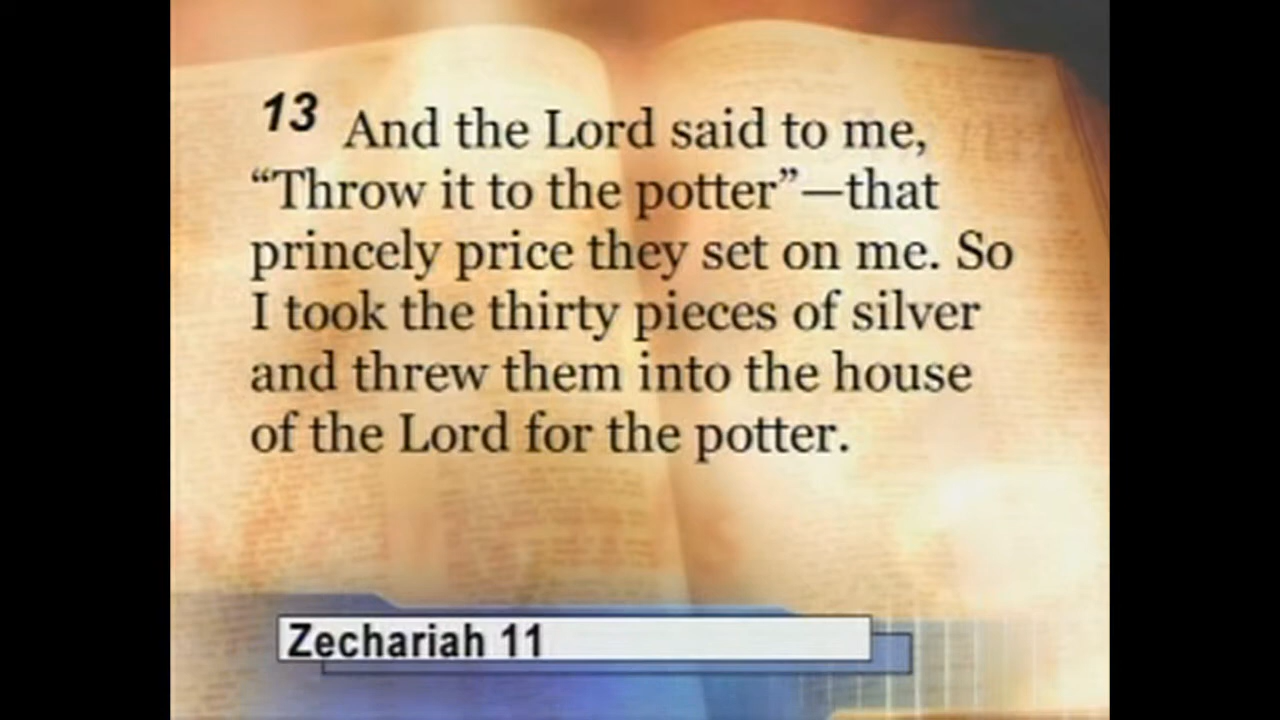 13 And the Lord said to me,
“Throw it to the potter”—that
princely price they set on me. So
I took the thirty pieces of silver
and threw them into the house
of the Lord for the potter.
Zechariah 11